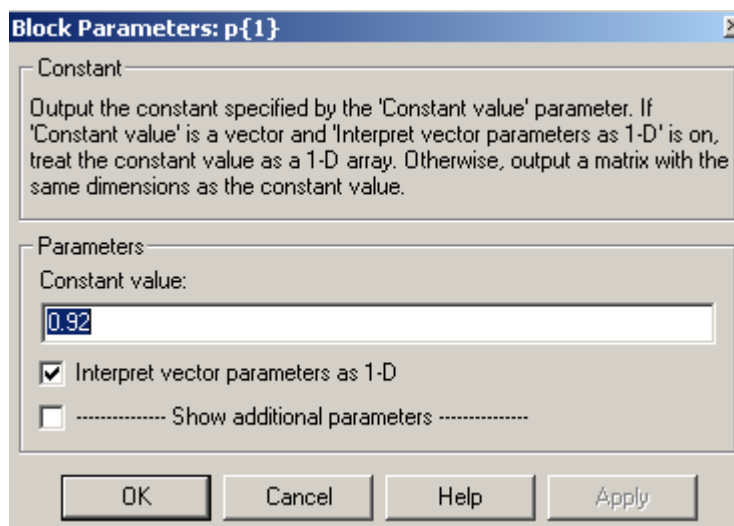 Block Parameters: p{1}
Constant
Output the constant specified by the 'Constant value' parameter. If
'Constant value' is a vector and 'Interpret vector parameters as 1-D' is on,
treat the constant value as a 1-D array. Otherwise, output a matrix with the
same dimensions as the constant value.
Parameters
Constant value:
0.92
Interpret vector parameters as 1-D
--------------- Show additional parameters ---------------
OK Cancel Help Apply